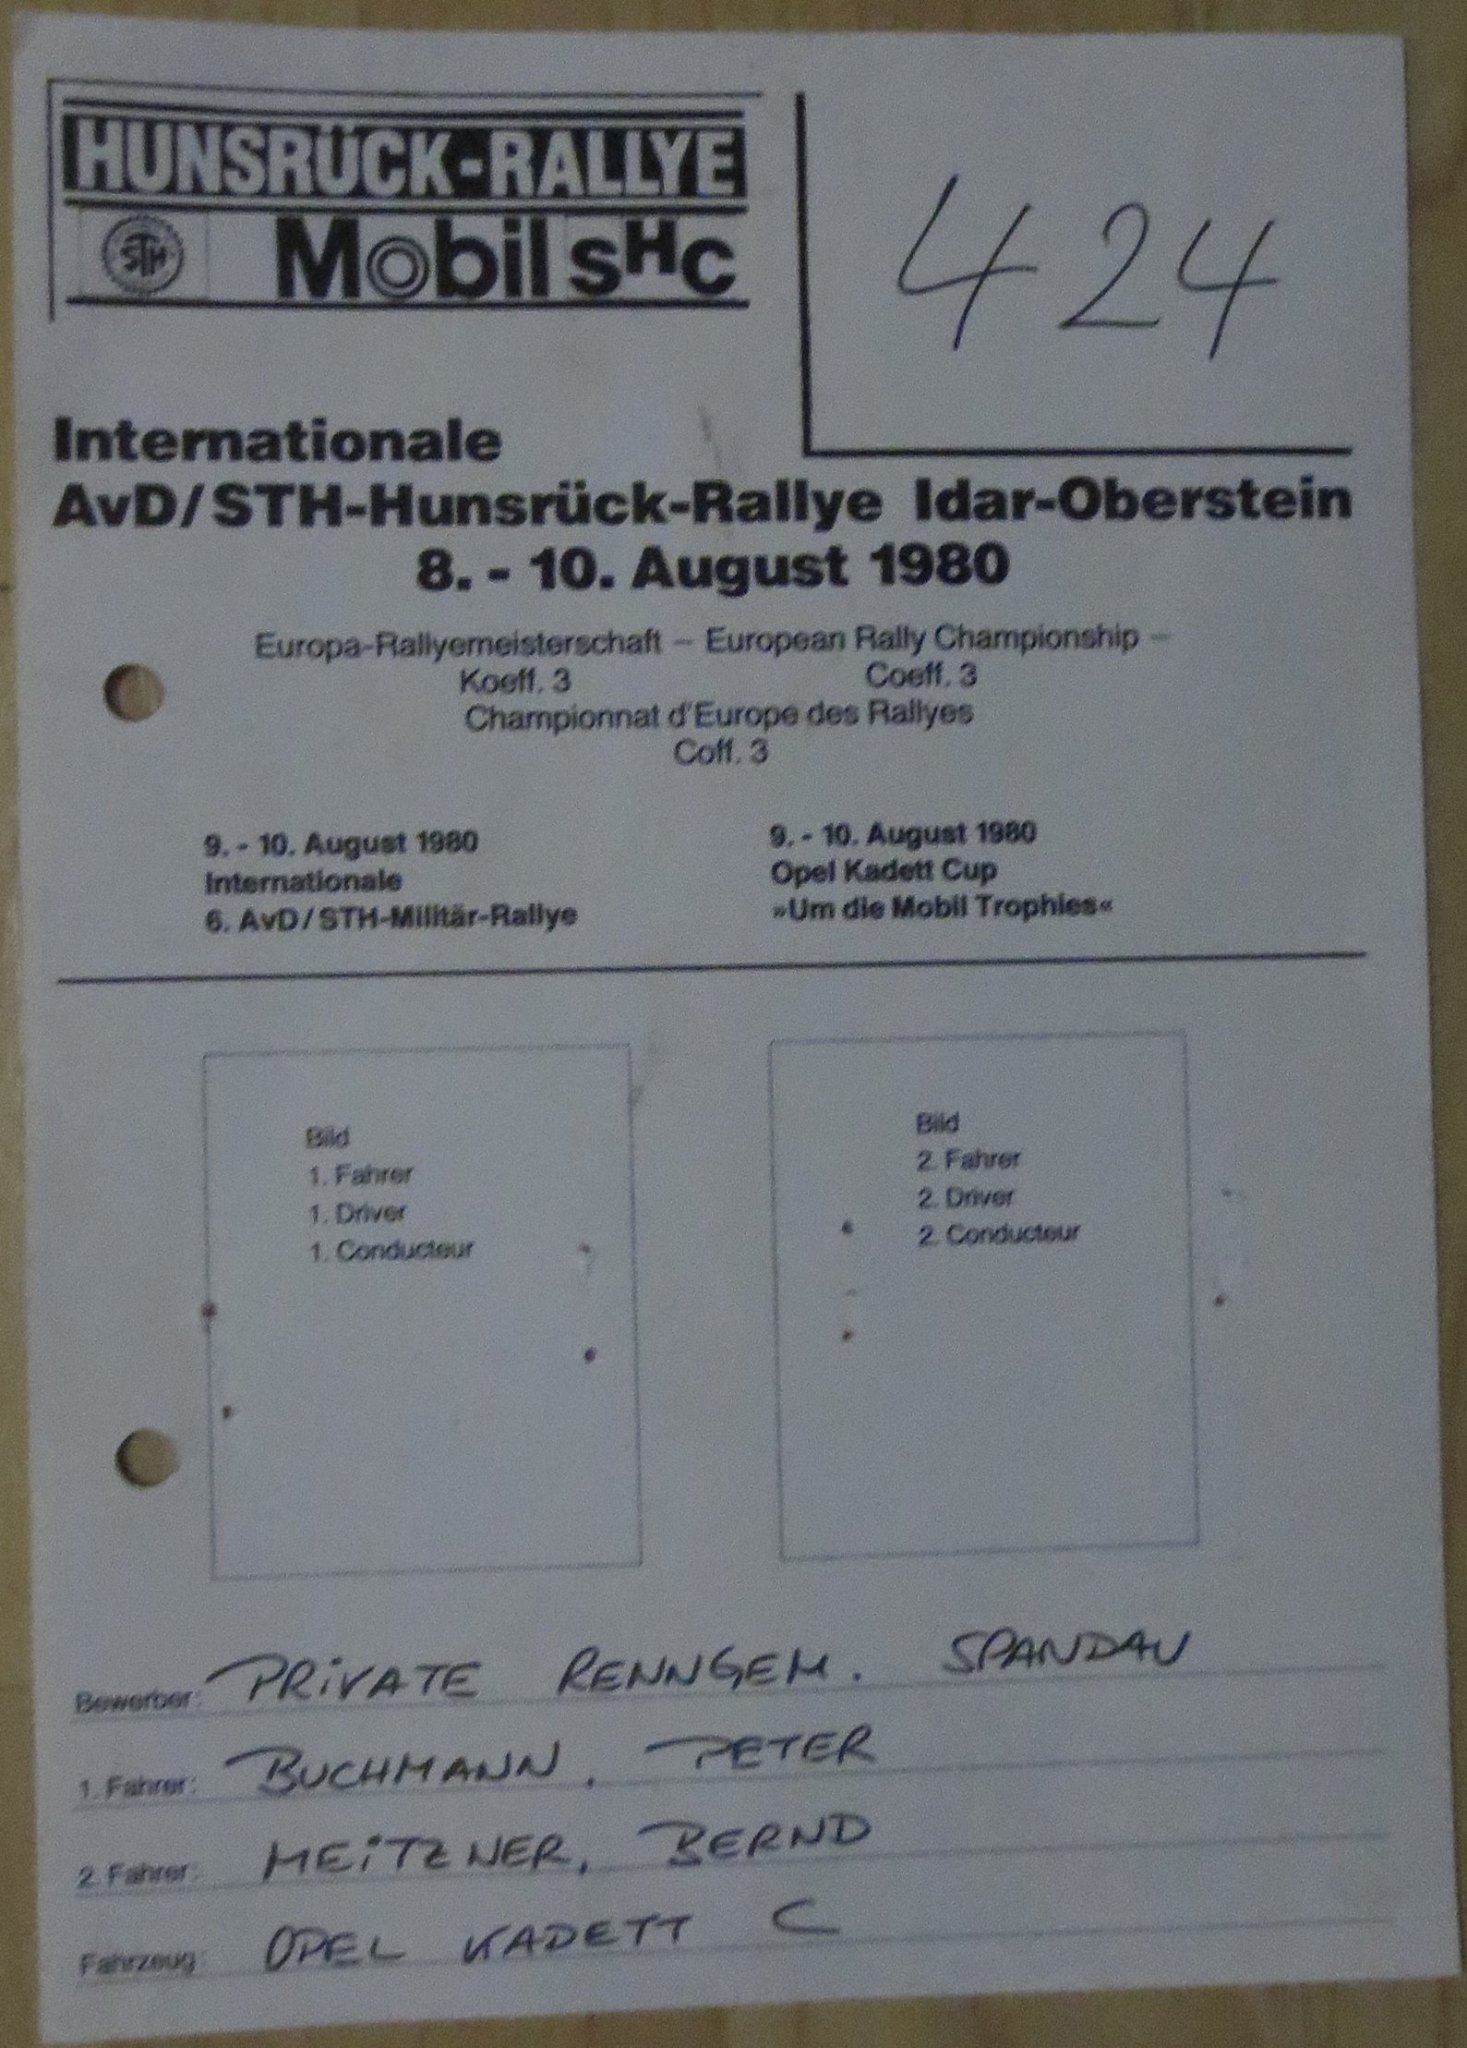 HUNSRÜCK-RALLYE
STH Mobil SHC
424
Internationale
AvD/STH-Hunsrück-Rallye Idar-Oberstein
8. - 10. August 1980
Europa-Rallyemeisterschaft – European Rally Championship –
Koeff. 3 Coeff. 3
Championnat d'Europe des Rallyes
Coff. 3
9. - 10. August 1980
Internationale
6. AvD/STH-Militär-Rallye
9. - 10. August 1980
Opel Kadett Cup
»Um die Mobil Trophies«
Bild
1. Fahrer
1. Driver
1. Conducteur
Bild
2. Fahrer
2. Driver
2. Conducteur
Bewerber: PRIVATE RENNGEM. SPANDAU
1. Fahrer: BUCHMANN, PETER
2. Fahrer: MEITZNER, BERND
Fahrzeug: OPEL KADETT C